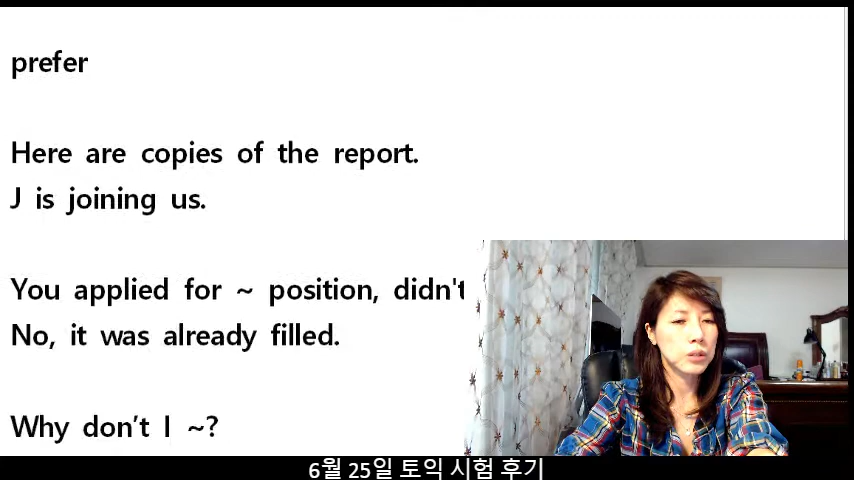 prefer
Here are copies of the report.
J is joining us.
You applied for ~ position, didn't
No, it was already filled.
Why don't I ~?
6월 25일 토익 시험 후기